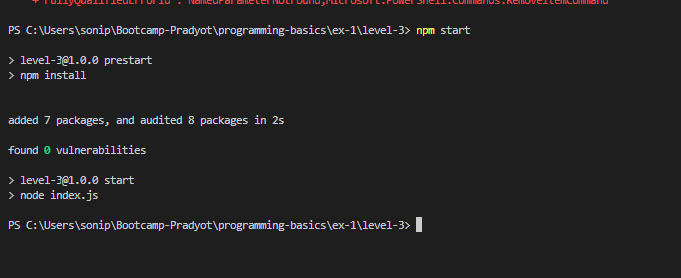 + FullyQualifiedErrorId : NamedParameterNotFound,Microsoft.PowerShell.Commands.RemoveItemCommand
PS C:\Users\sonip\Bootcamp-Pradyot\programming-basics\ex-1\level-3> npm start
> level-3@1.0.0 prestart
> npm install
added 7 packages, and audited 8 packages in 2s
found 0 vulnerabilities
> level-3@1.0.0 start
> node index.js
PS C:\Users\sonip\Bootcamp-Pradyot\programming-basics\ex-1\level-3>